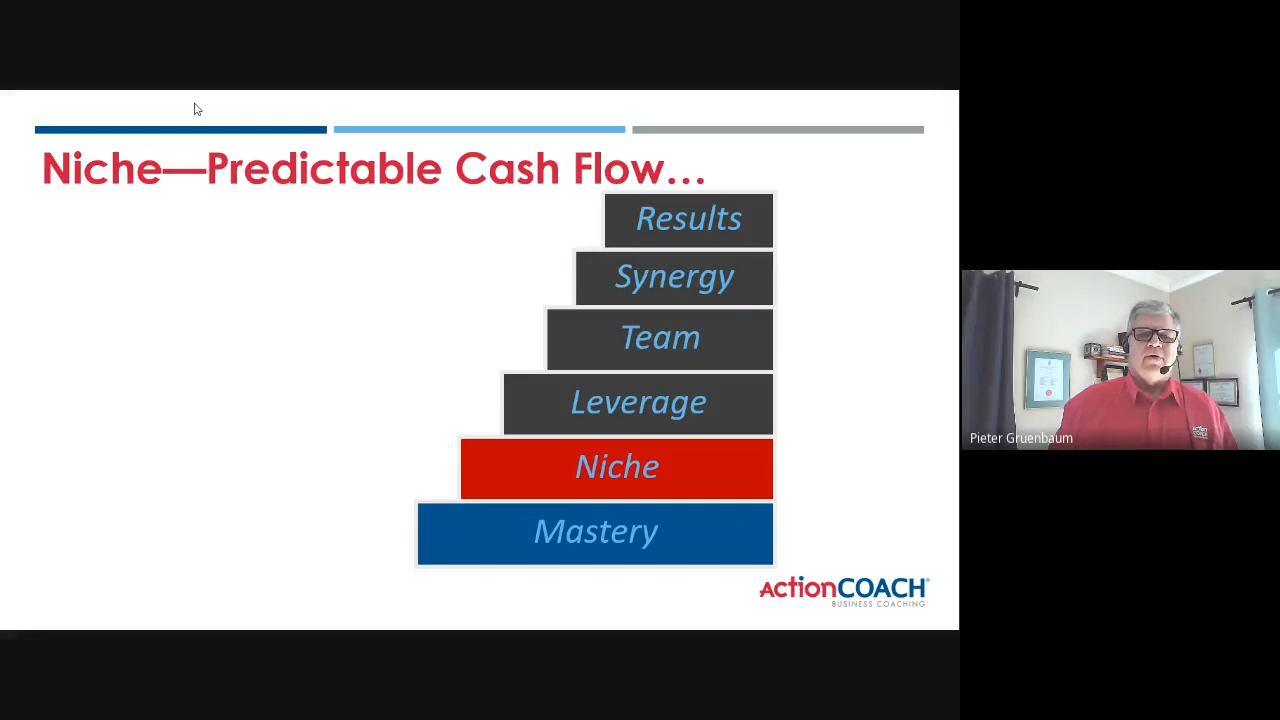 Niche—Predictable Cash Flow...
Results
Synergy
Team
Leverage
Niche
Mastery
ActionCOACH®
BUSINESS COACHING
Pieter Gruenbaum